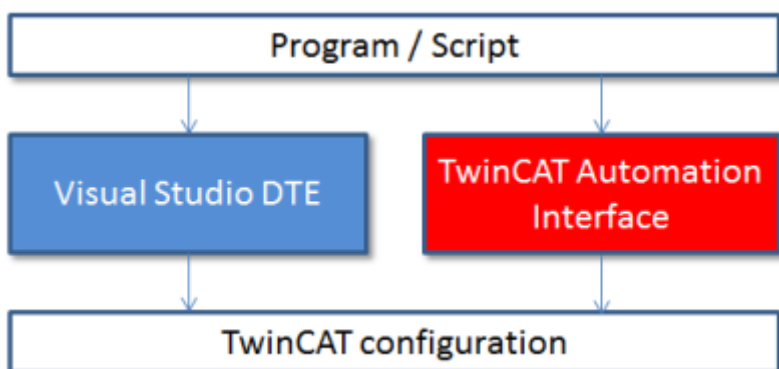 Program / Script
Visual Studio DTE
TwinCAT Automation
Interface
TwinCAT configuration